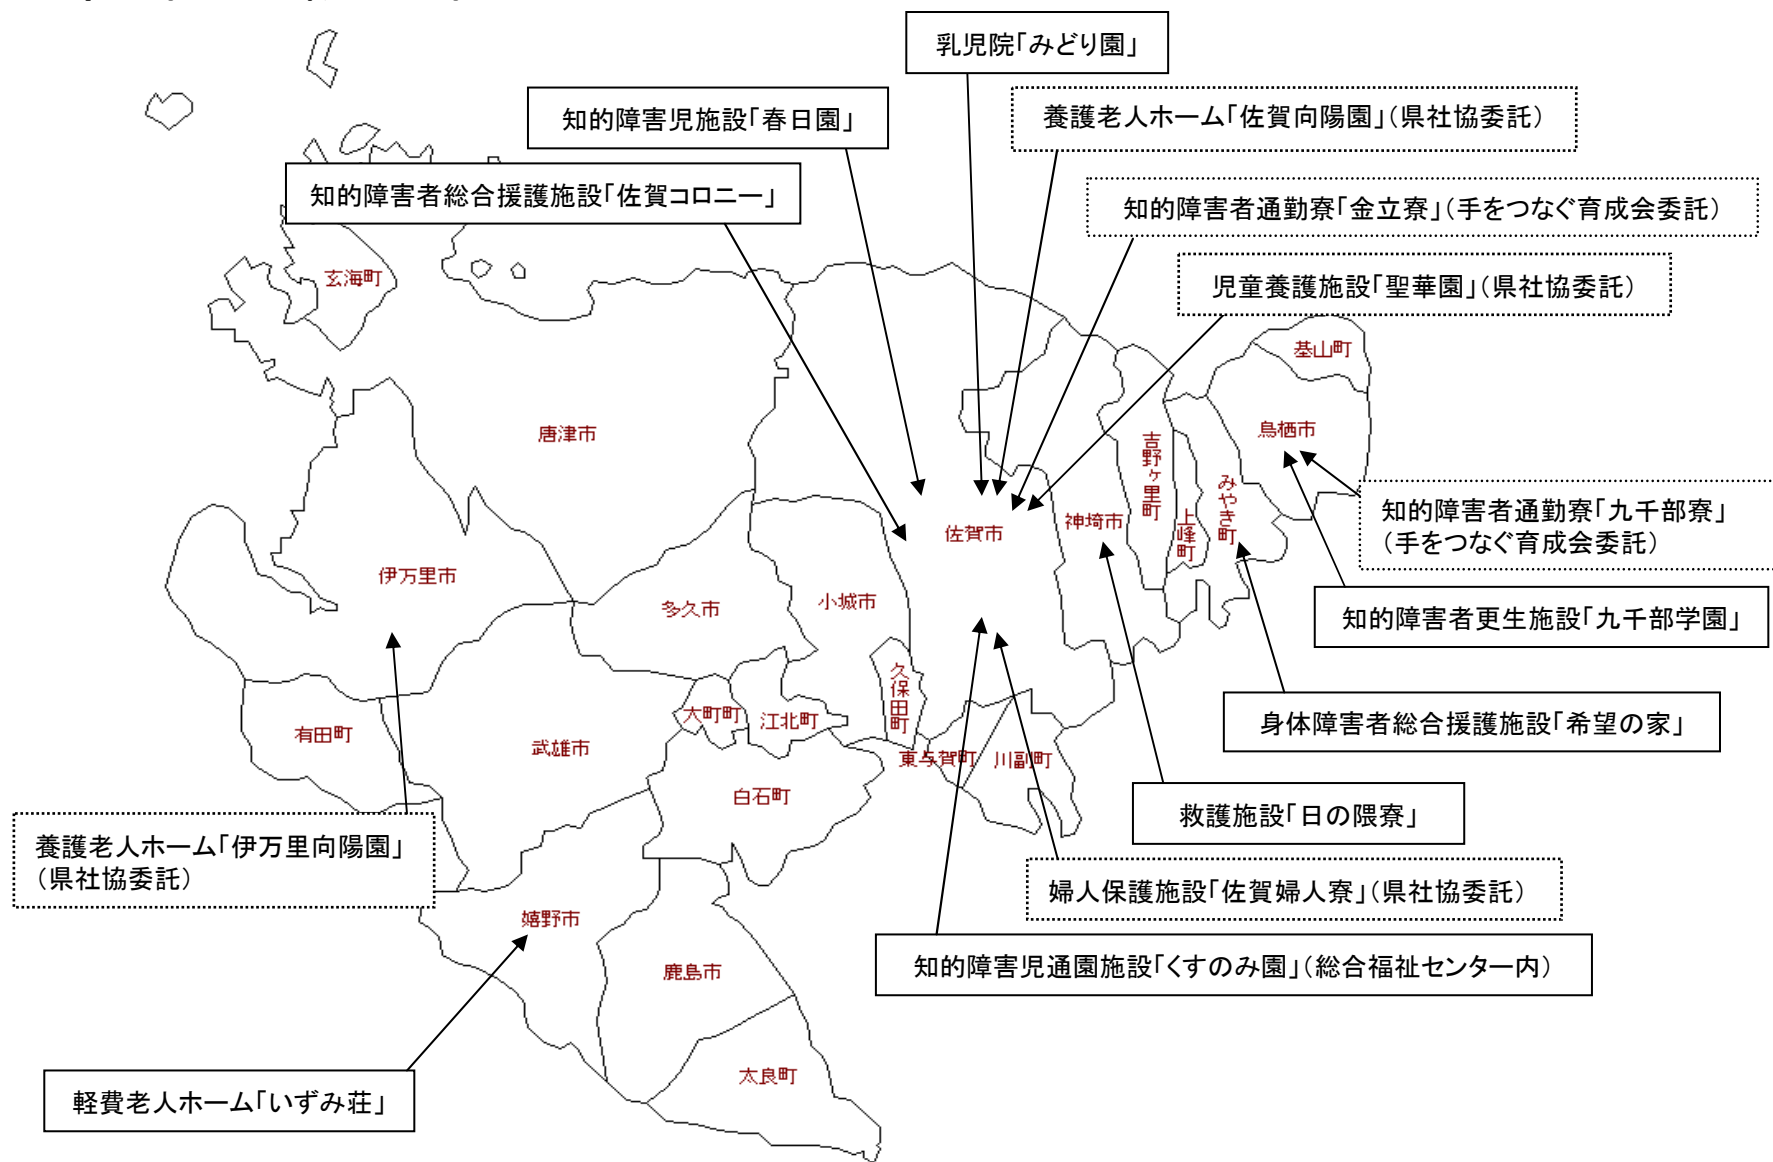 乳児院「みどり園」
知的障害児施設「春日園」
養護老人ホーム「佐賀向陽園」(県社協委託)
知的障害者総合援護施設「佐賀コロニー」
知的障害者通勤寮「金立寮」(手をつなぐ育成会委託)
児童養護施設「聖華園」(県社協委託)
玄海町
基山町
唐津市
鳥栖市
吉野ヶ里町
みやき町
上峰町
神埼市
佐賀市
知的障害者通勤寮「九千部寮」
(手をつなぐ育成会委託)
伊万里市
多久市
小城市
知的障害者更生施設「九千部学園」
久保田町
大町町
江北町
有田町
武雄市
身体障害者総合援護施設「希望の家」
東与賀町
川副町
白石町
救護施設「日の隈寮」
養護老人ホーム「伊万里向陽園」
(県社協委託)
婦人保護施設「佐賀婦人寮」(県社協委託)
嬉野市
知的障害児通園施設「くすのみ園」(総合福祉センター内)
鹿島市
太良町
軽費老人ホーム「いずみ荘」